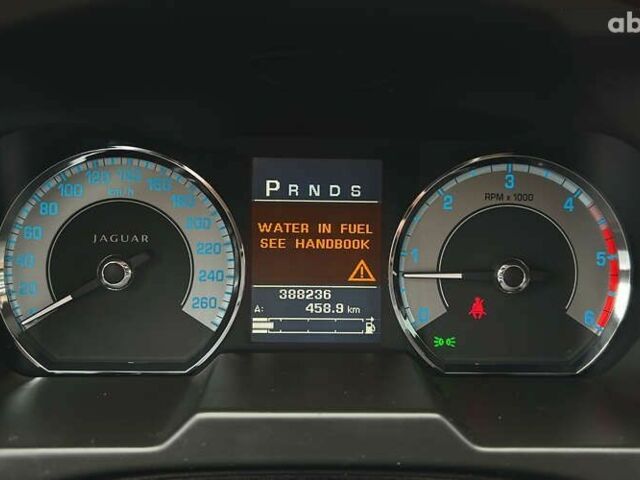 ab
20 40 60 80 100 120 140 160 180 200 220 240 260
km/h
JAGUAR
P R N D S
WATER IN FUEL
SEE HANDBOOK
388236
A: 458.9 km
0 1 2 3 4 5 6
RPM x 1000